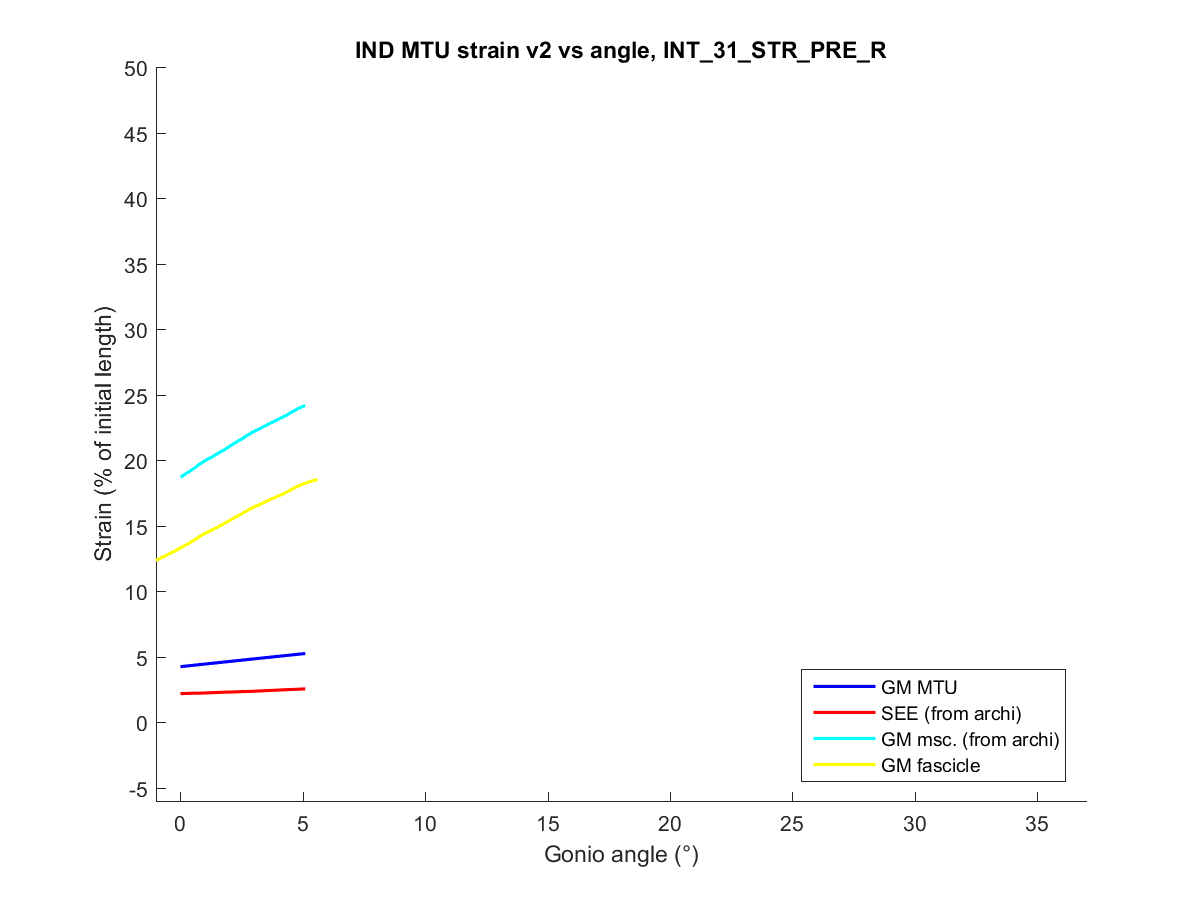 IND MTU strain v2 vs angle, INT_31_STR_PRE_R
50
45
40
35
30
25
20
15
10
5
0
-5
Strain (% of initial length)
0 5 10 15 20 25 30 35
Gonio angle (°)
GM MTU
SEE (from archi)
GM msc. (from archi)
GM fascicle